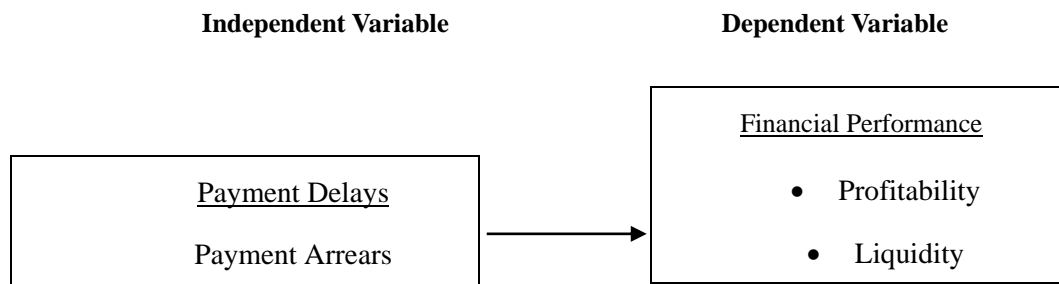 Independent Variable
Dependent Variable
Financial Performance
Payment Delays
• Profitability
Payment Arrears
• Liquidity